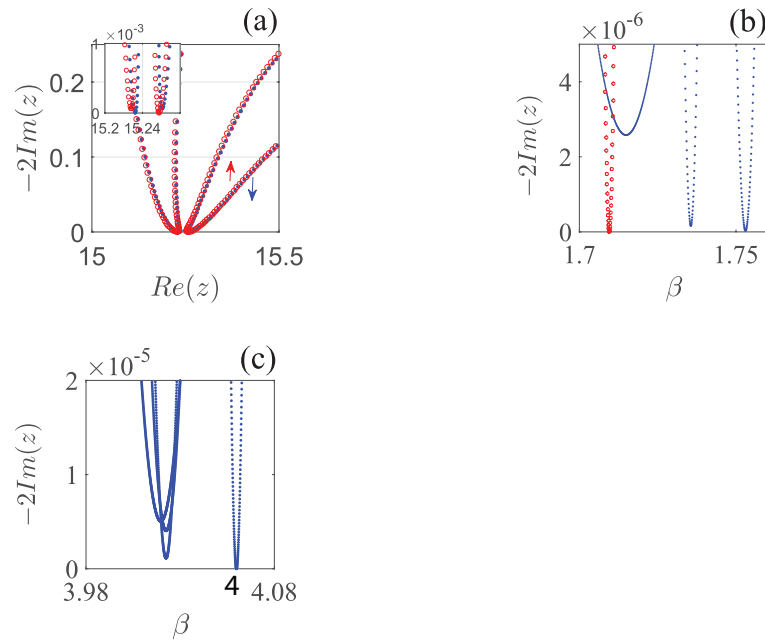 (a)
1 ×10^-3
0.2
0.1
0
0
15.2 15.24
15 15.5
-2Im(z)
Re(z)
(b)
×10^-6
4
2
0
1.7 1.75
-2Im(z)
β
(c)
×10^-5
2
1
0
3.98 4 4.08
-2Im(z)
β